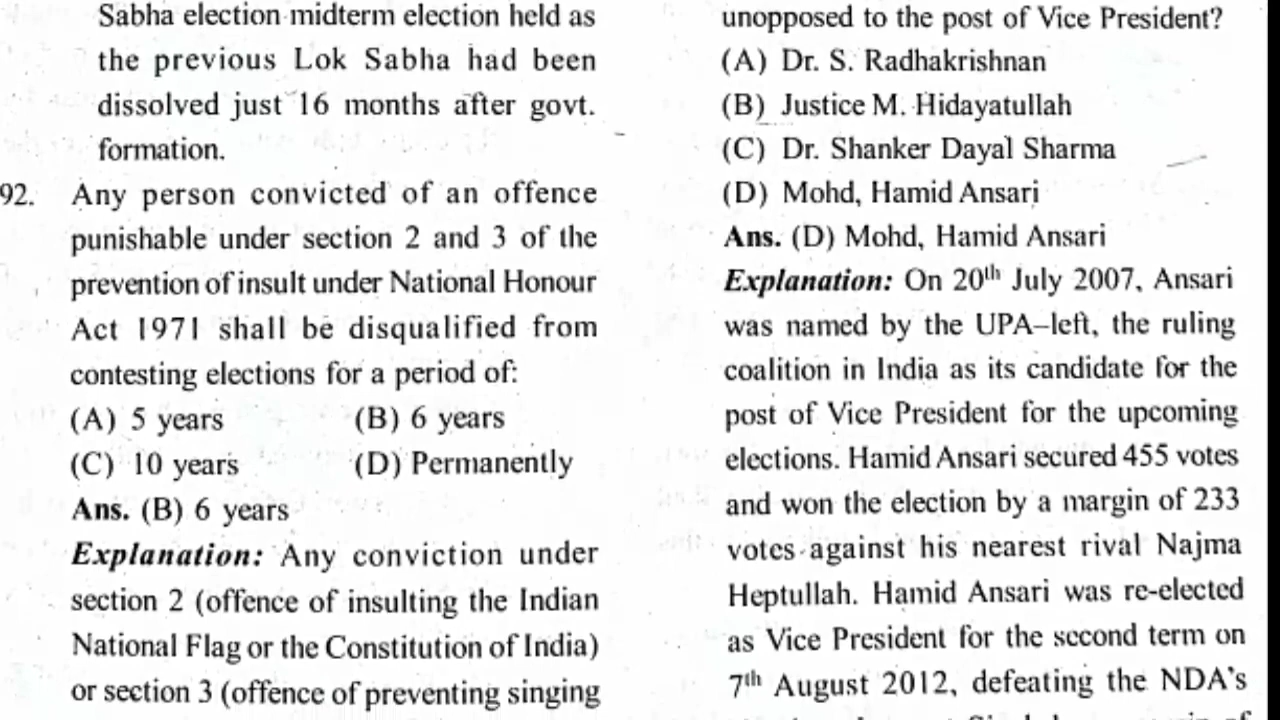 Sabha election midterm election held as
the previous Lok Sabha had been
dissolved just 16 months after govt.
formation.
92. Any person convicted of an offence
punishable under section 2 and 3 of the
prevention of insult under National Honour
Act 1971 shall be disqualified from
contesting elections for a period of:
(A) 5 years (B) 6 years
(C) 10 years (D) Permanently
Ans. (B) 6 years
Explanation: Any conviction under
section 2 (offence of insulting the Indian
National Flag or the Constitution of India)
or section 3 (offence of preventing singing
unopposed to the post of Vice President?
(A) Dr. S. Radhakrishnan
(B) Justice M. Hidayatullah
(C) Dr. Shanker Dayal Sharma
(D) Mohd, Hamid Ansari
Ans. (D) Mohd, Hamid Ansari
Explanation: On 20th July 2007, Ansari
was named by the UPA–left, the ruling
coalition in India as its candidate for the
post of Vice President for the upcoming
elections. Hamid Ansari secured 455 votes
and won the election by a margin of 233
votes against his nearest rival Najma
Heptullah. Hamid Ansari was re-elected
as Vice President for the second term on
7th August 2012, defeating the NDA's